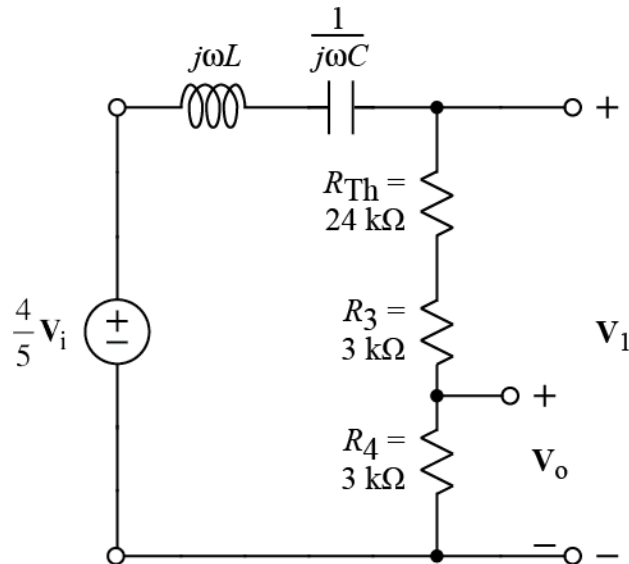 jωL
1
jωC
+
R_Th =
24 kΩ
4
5
V_i
+
−
R_3 =
3 kΩ
V_1
+
R_4 =
3 kΩ
V_o
−
−